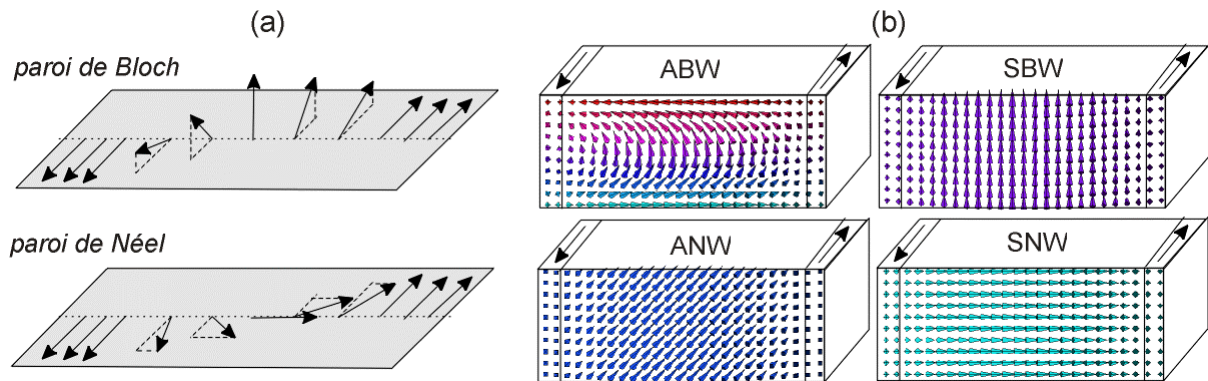 (a)
paroi de Bloch
paroi de Néel
(b)
ABW
SBW
ANW
SNW